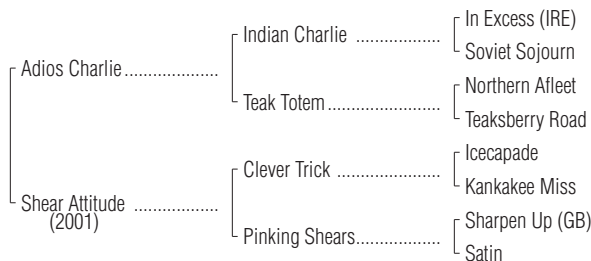 In Excess (IRE)
Indian Charlie ..................
Soviet Sojourn
Adios Charlie ...................
Northern Afleet
Teak Totem .......................
Teaksberry Road
Icecapade
Clever Trick .....................
Kankakee Miss
Shear Attitude .................
(2001)
Sharpen Up (GB)
Pinking Shears.................
Satin